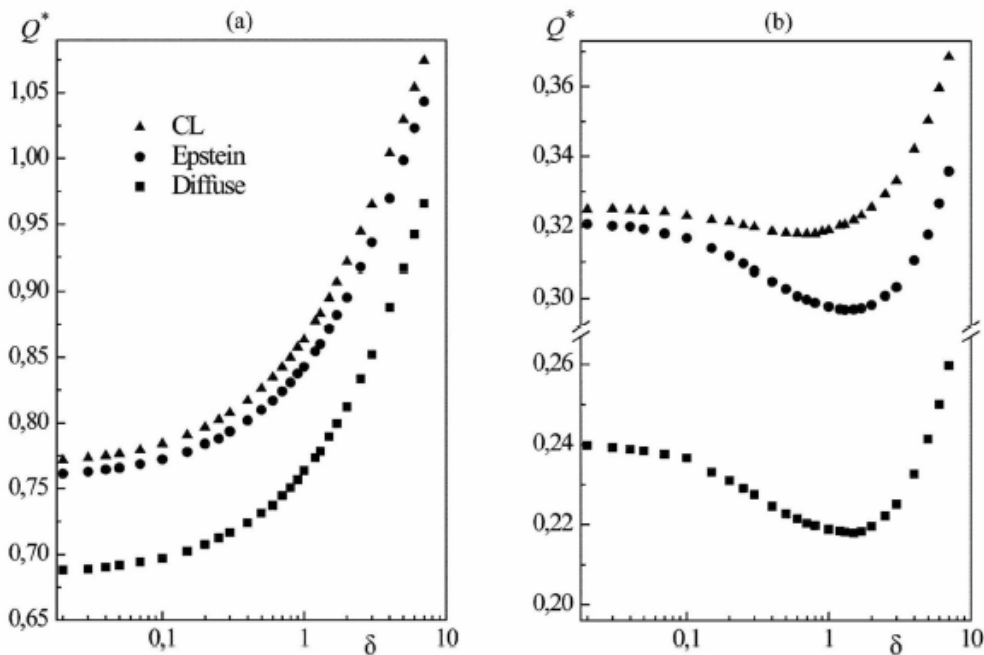 Q* (a)
1,05
1,00
0,95
0,90
0,85
0,80
0,75
0,70
0,65
CL
Epstein
Diffuse
0,1 1 δ 10
Q* (b)
0,36
0,34
0,32
0,30
0,26
0,24
0,22
0,20
0,1 1 δ 10